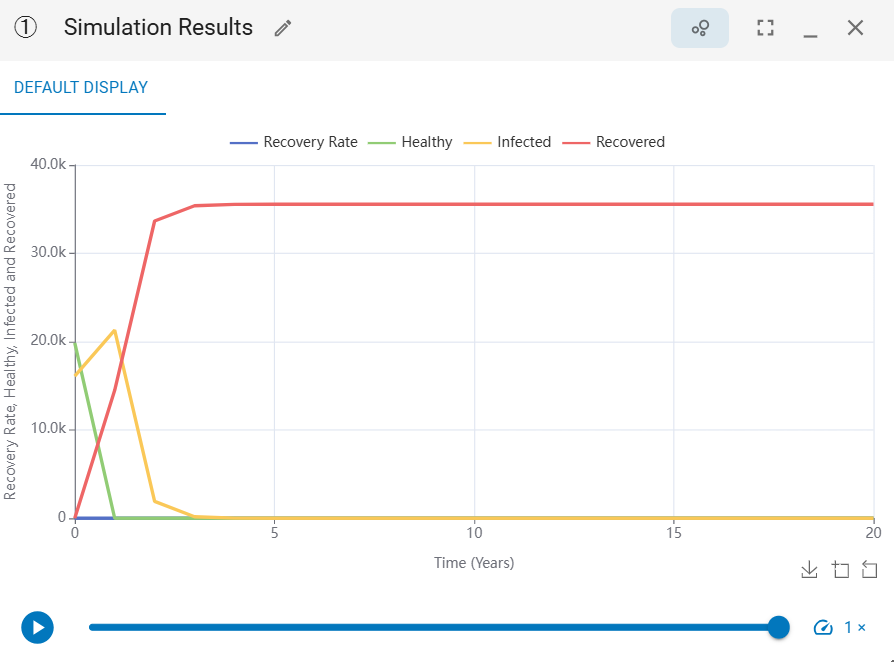 ① Simulation Results
DEFAULT DISPLAY
Recovery Rate Healthy Infected Recovered
Recovery Rate, Healthy, Infected and Recovered
40.0k
30.0k
20.0k
10.0k
0
0 5 10 15 20
Time (Years)
1 ×